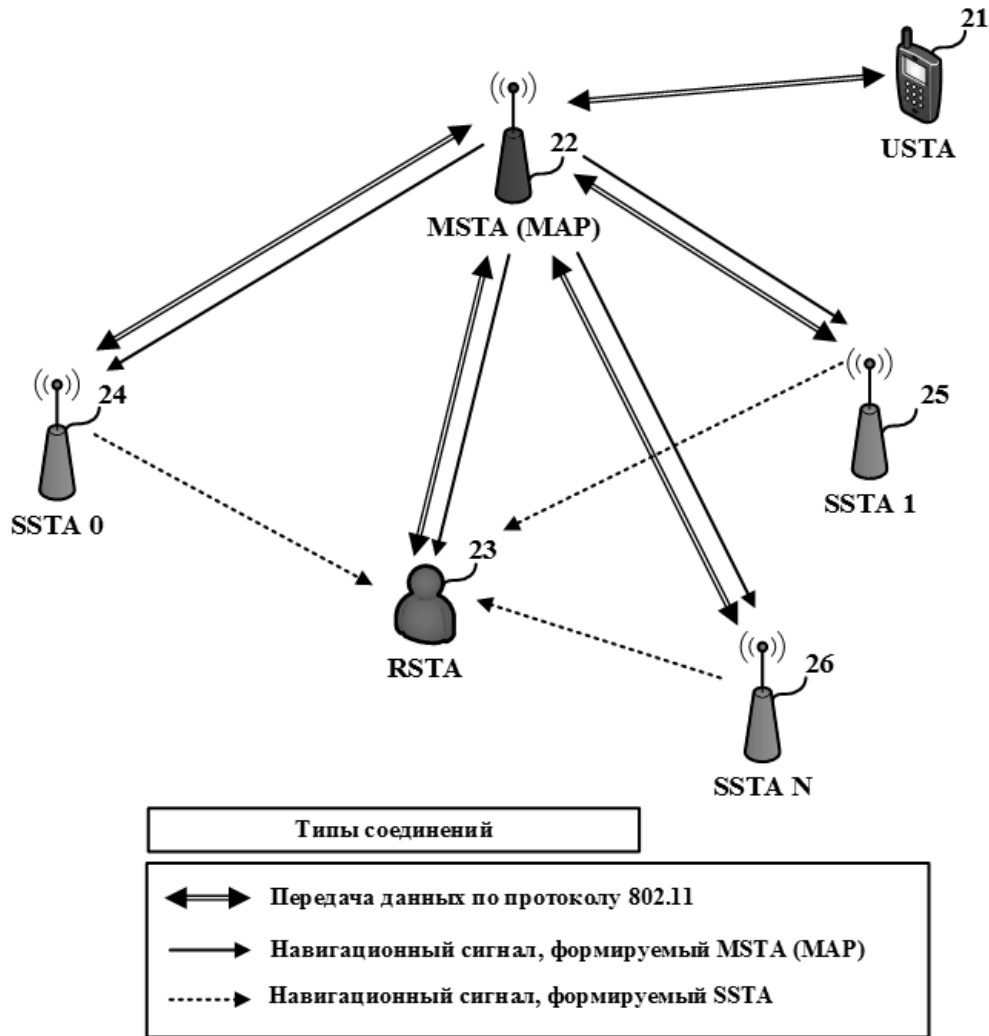 21
USTA
22
MSTA (MAP)
24
SSTA 0
25
SSTA 1
23
RSTA
26
SSTA N
Типы соединений
Передача данных по протоколу 802.11
Навигационный сигнал, формируемый MSTA (MAP)
Навигационный сигнал, формируемый SSTA